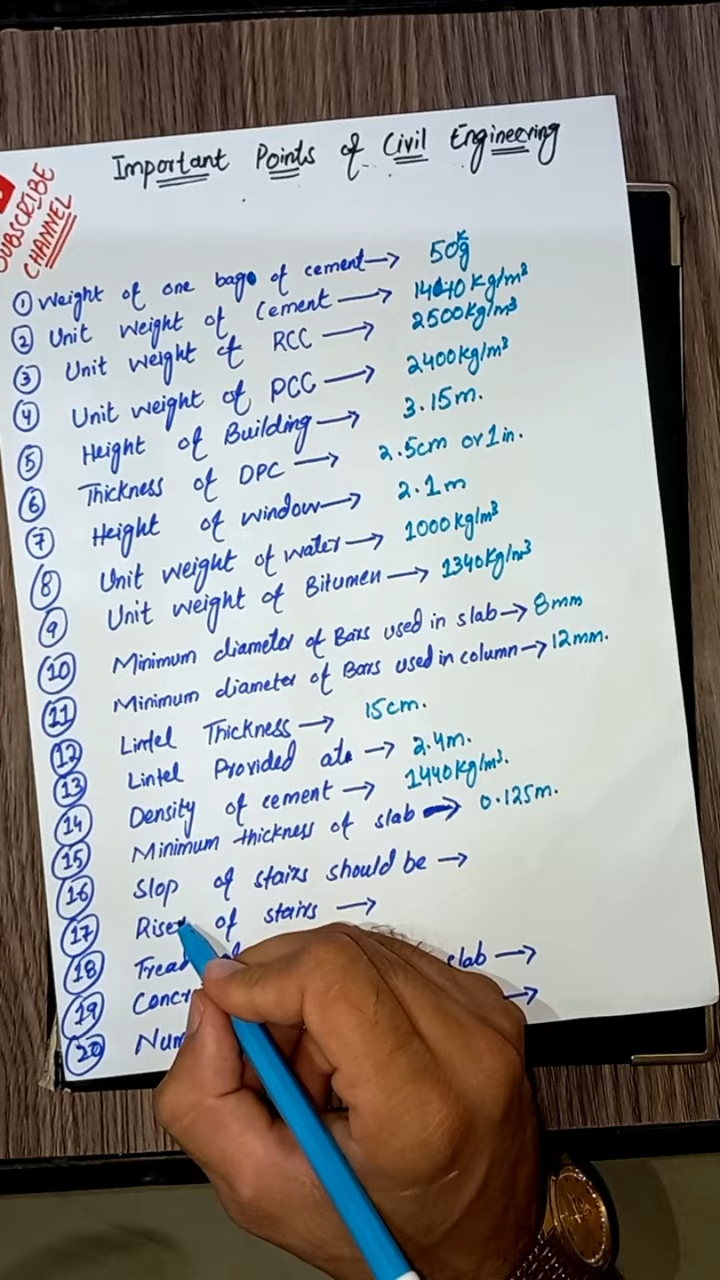 Important Points of Civil Engineering
SUBSCRIBE
CHANNEL
① Weight of one bag of cement → 50kg
② Unit weight of Cement → 1440 Kg/m³
③ Unit weight of RCC → 2500Kg/m³
④ Unit weight of PCC → 2400Kg/m³
⑤ Height of Building → 3.15m.
⑥ Thickness of DPC → 2.5cm or 1 in.
⑦ Height of window → 2.1m
⑧ Unit weight of water → 1000kg/m³
⑨ Unit weight of Bitumen → 1340Kg/m³
⑩ Minimum diameter of Bars used in slab → 8mm
⑪ Minimum diameter of Bars used in column → 12mm.
⑫ Lintel Thickness → 15cm.
⑬ Lintel Provided at → 2.4m.
⑭ Density of cement → 1440Kg/m³.
⑮ Minimum thickness of slab → 0.125m.
⑯ Slop of stairs should be →
⑰ Riser of stairs →
⑱ Tread
⑲ slab →
⑳ →